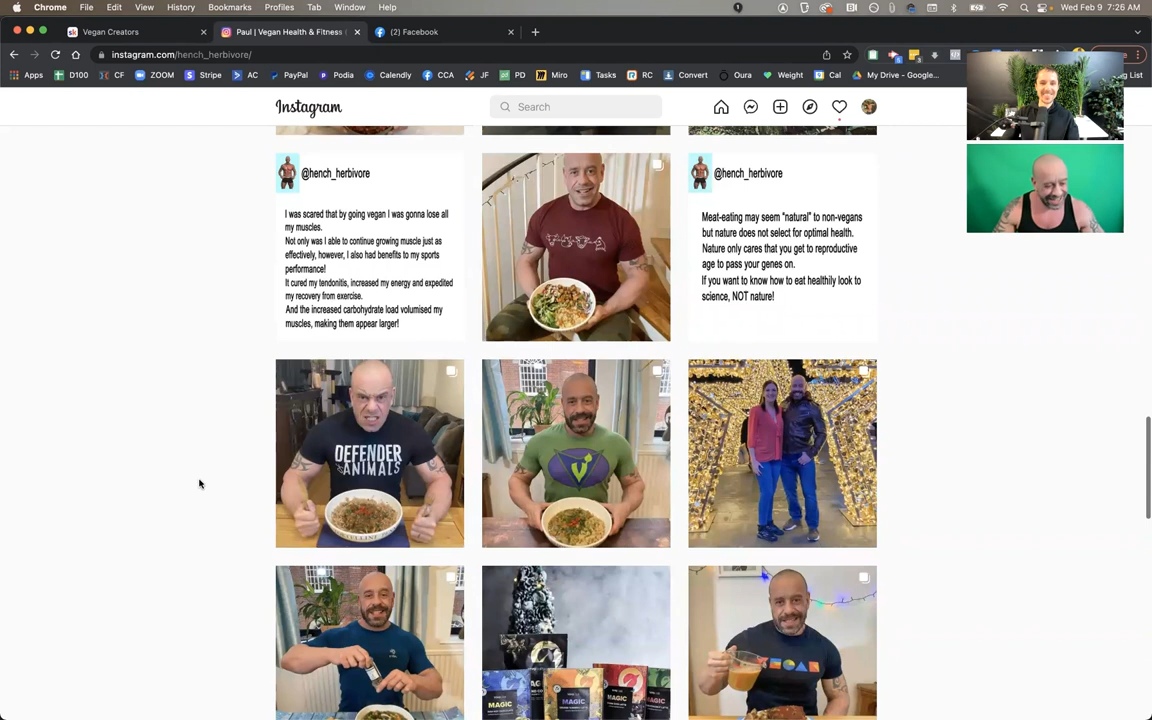 Chrome File Edit View History Bookmarks Profiles Tab Window Help
Wed Feb 9 7:26 AM
Vegan Creators
Paul | Vegan Health & Fitness
(2) Facebook
instagram.com/hench_herbivore/
Apps D100 CF ZOOM Stripe AC PayPal Podia Calendly CCA JF PD Miro Tasks RC Convert Oura Weight Cal My Drive - Google...
ng List
Instagram
Search
@hench_herbivore
I was scared that by going vegan I was gonna lose all
my muscles.
Not only was I able to continue growing muscle just as
effectively, however, I also had benefits to my sports
performance!
It cured my tendonitis, increased my energy and expedited
my recovery from exercise.
And the increased carbohydrate load volumised my
muscles, making them appear larger!
@hench_herbivore
Meat-eating may seem "natural" to non-vegans
but nature does not select for optimal health.
Nature only cares that you get to reproductive
age to pass your genes on.
If you want to know how to eat healthily look to
science, NOT nature!
DEFENDER
ANIMALS
V
MAGIC
MAGIC
MAGIC
VEGAN